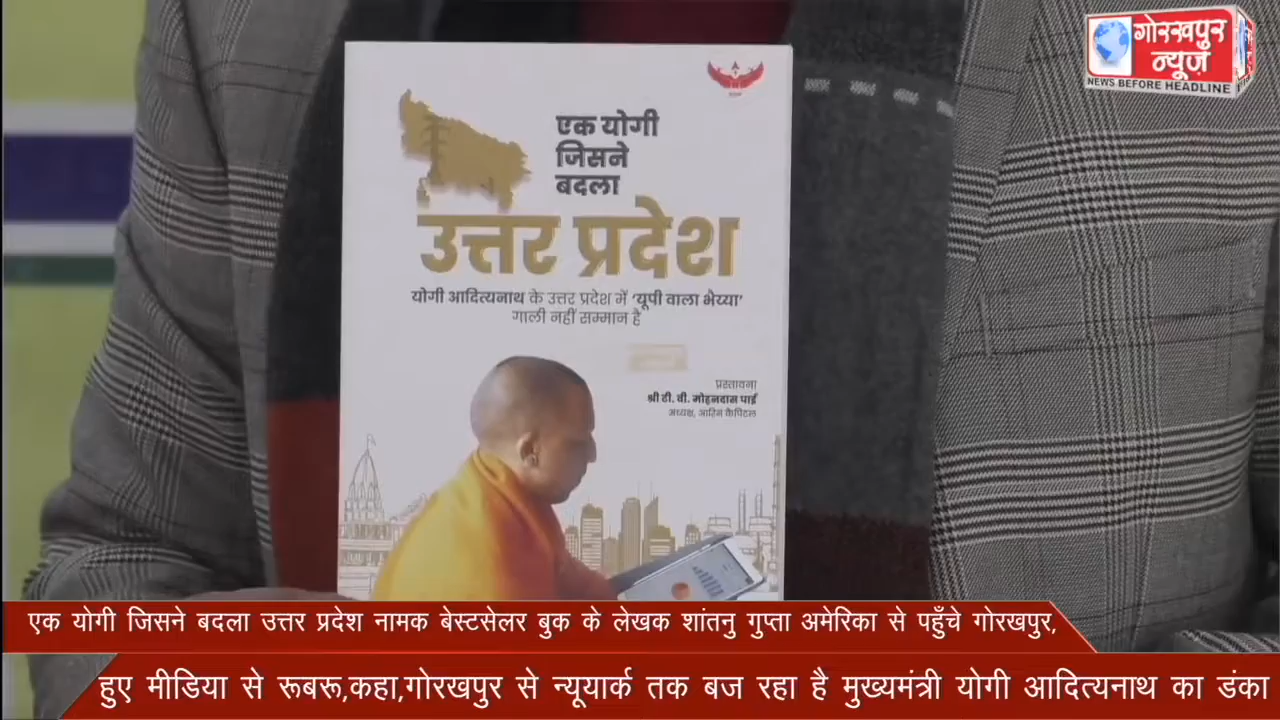 गोरखपुर
न्यूज़
NEWS BEFORE HEADLINE
एक योगी
जिसने
बदला
उत्तर प्रदेश
योगी आदित्यनाथ के उत्तर प्रदेश में ‘यूपी वाला भैय्या’
गाली नहीं सम्मान है
प्रस्तावना
श्री टी. वी. मोहनदास पाई
अध्यक्ष, आरिन कैपिटल
एक योगी जिसने बदला उत्तर प्रदेश नामक बेस्टसेलर बुक के लेखक शांतनु गुप्ता अमेरिका से पहुँचे गोरखपुर,
हुए मीडिया से रूबरू,कहा,गोरखपुर से न्यूयार्क तक बज रहा है मुख्यमंत्री योगी आदित्यनाथ का डंका